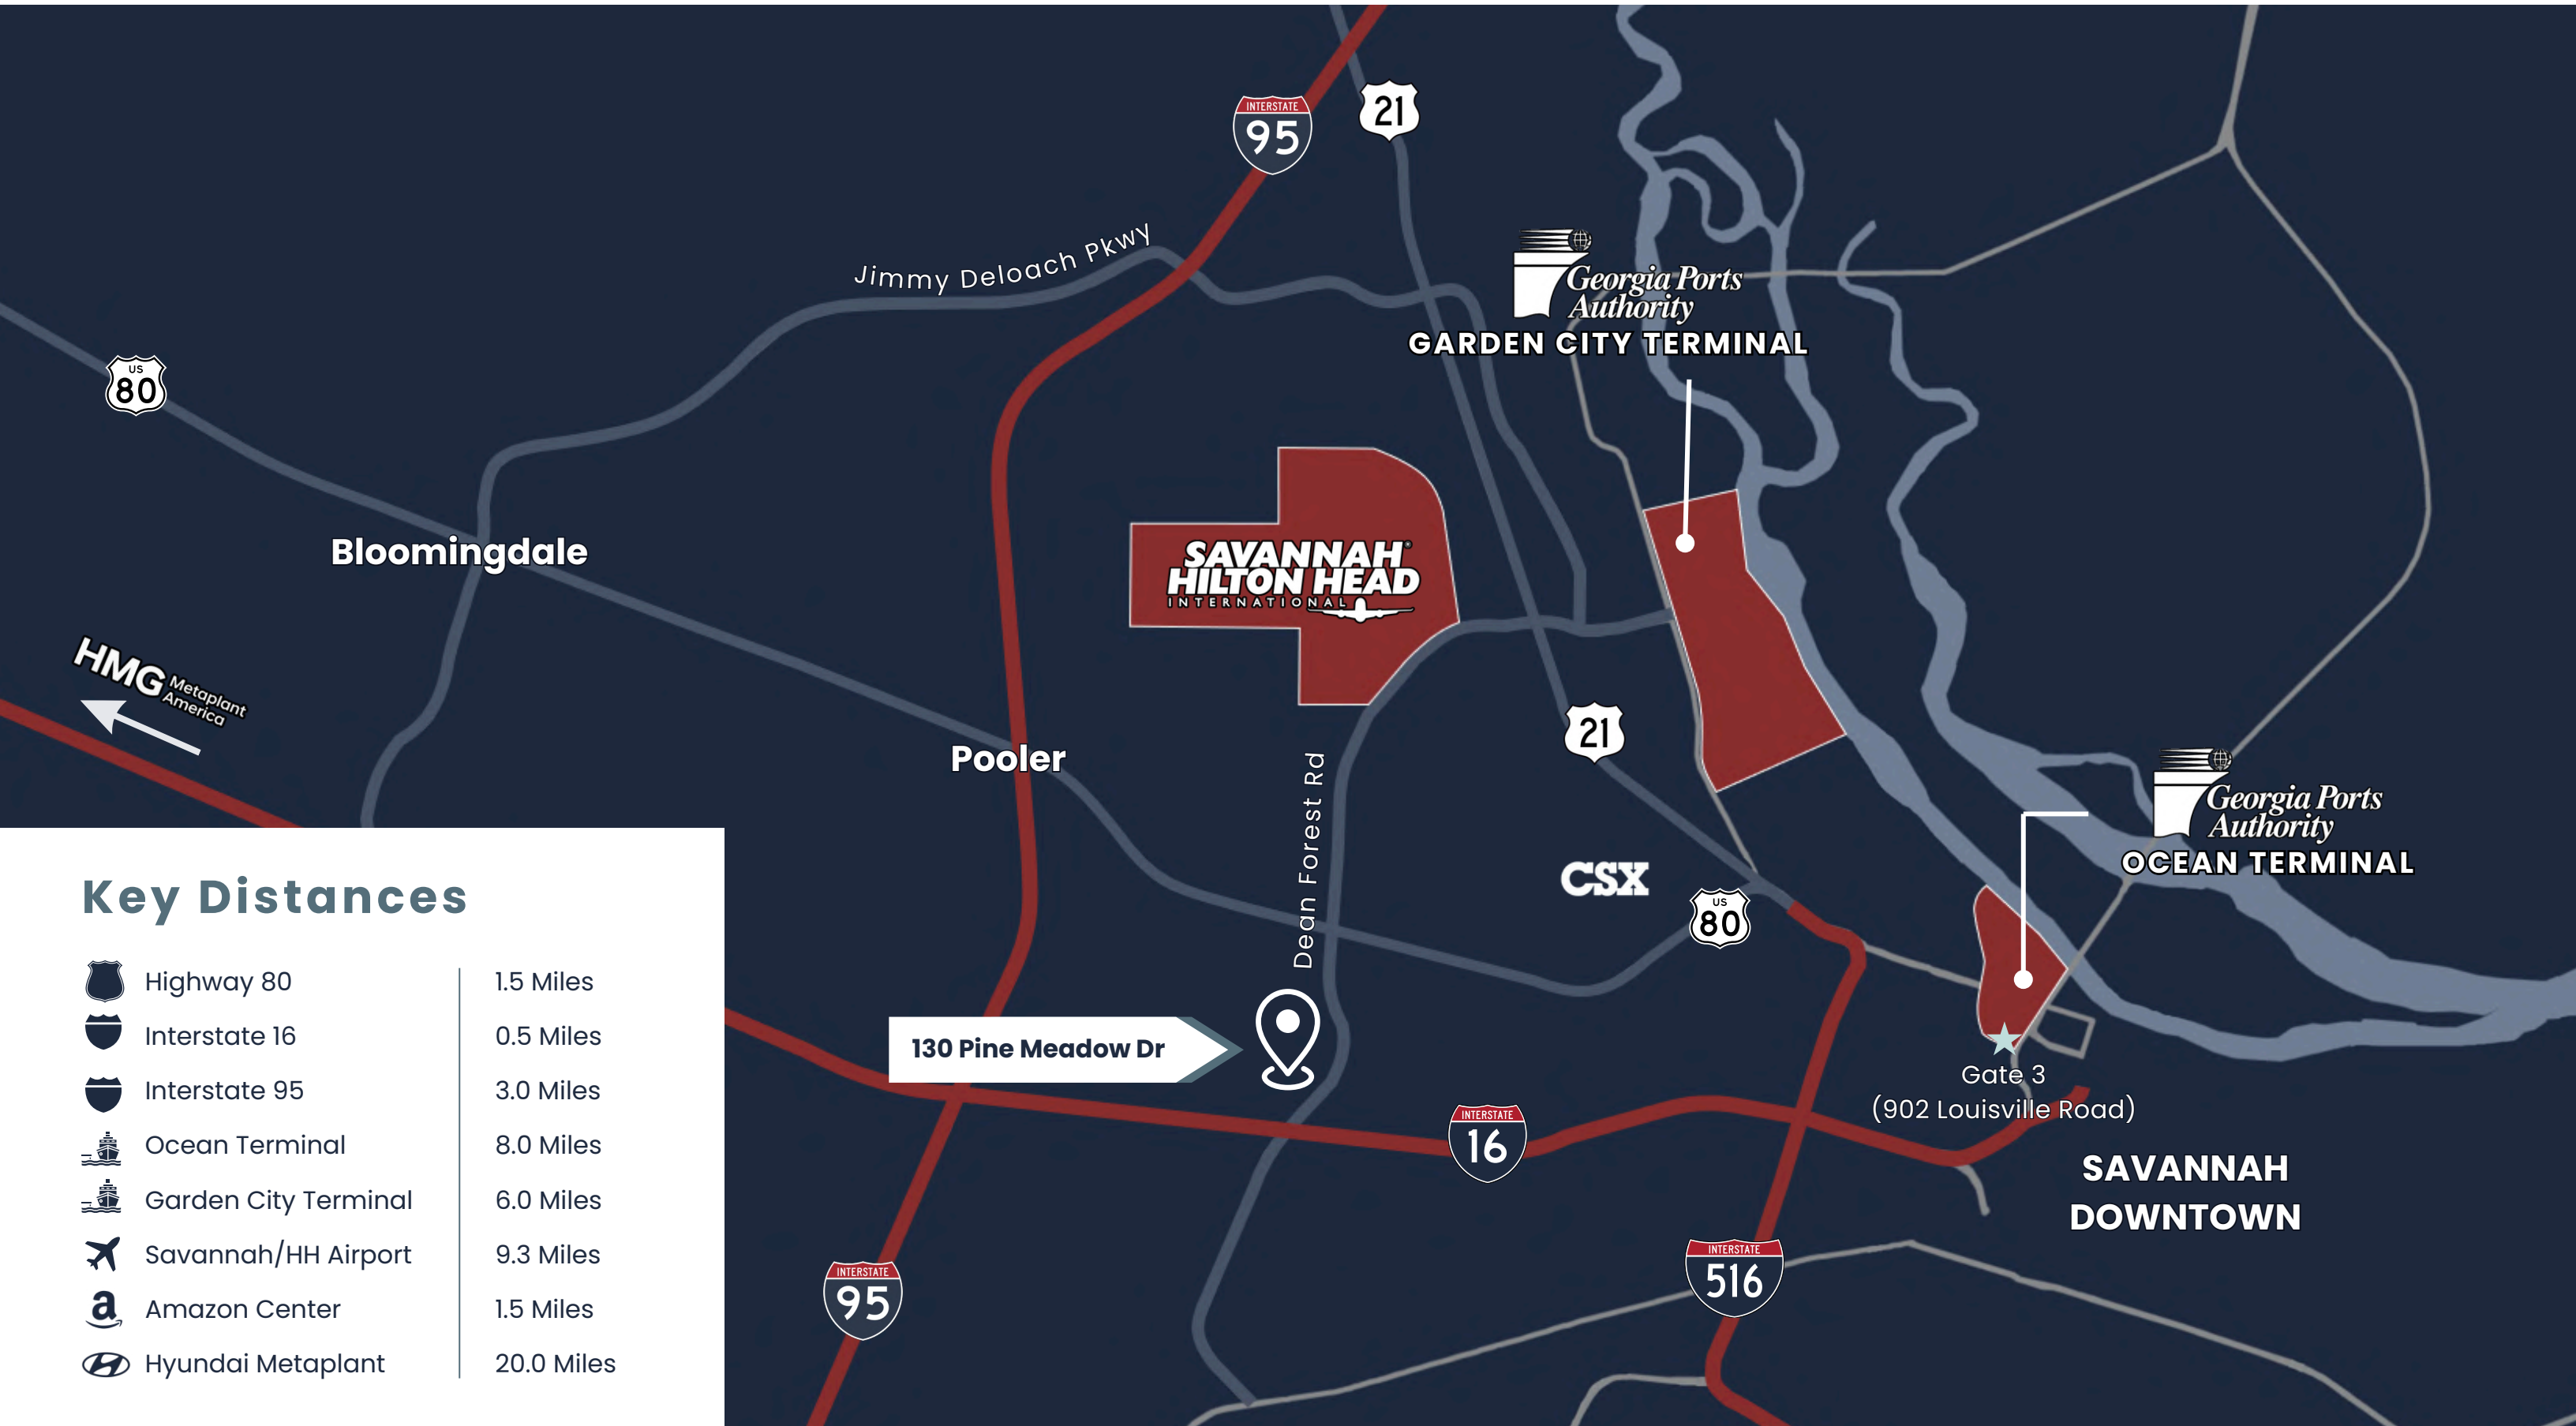 INTERSTATE
95
21
Jimmy Deloach Pkwy
Georgia Ports
Authority
GARDEN CITY TERMINAL
US
80
SAVANNAH
HILTON HEAD
INTERNATIONAL
Bloomingdale
HMG Metaplant
America
21
Pooler
Dean Forest Rd
Georgia Ports
Authority
OCEAN TERMINAL
CSX
US
80
130 Pine Meadow Dr
Gate 3
(902 Louisville Road)
INTERSTATE
16
SAVANNAH
DOWNTOWN
INTERSTATE
516
INTERSTATE
95
Key Distances
Highway 80 1.5 Miles
Interstate 16 0.5 Miles
Interstate 95 3.0 Miles
Ocean Terminal 8.0 Miles
Garden City Terminal 6.0 Miles
Savannah/HH Airport 9.3 Miles
a Amazon Center 1.5 Miles
Hyundai Metaplant 20.0 Miles